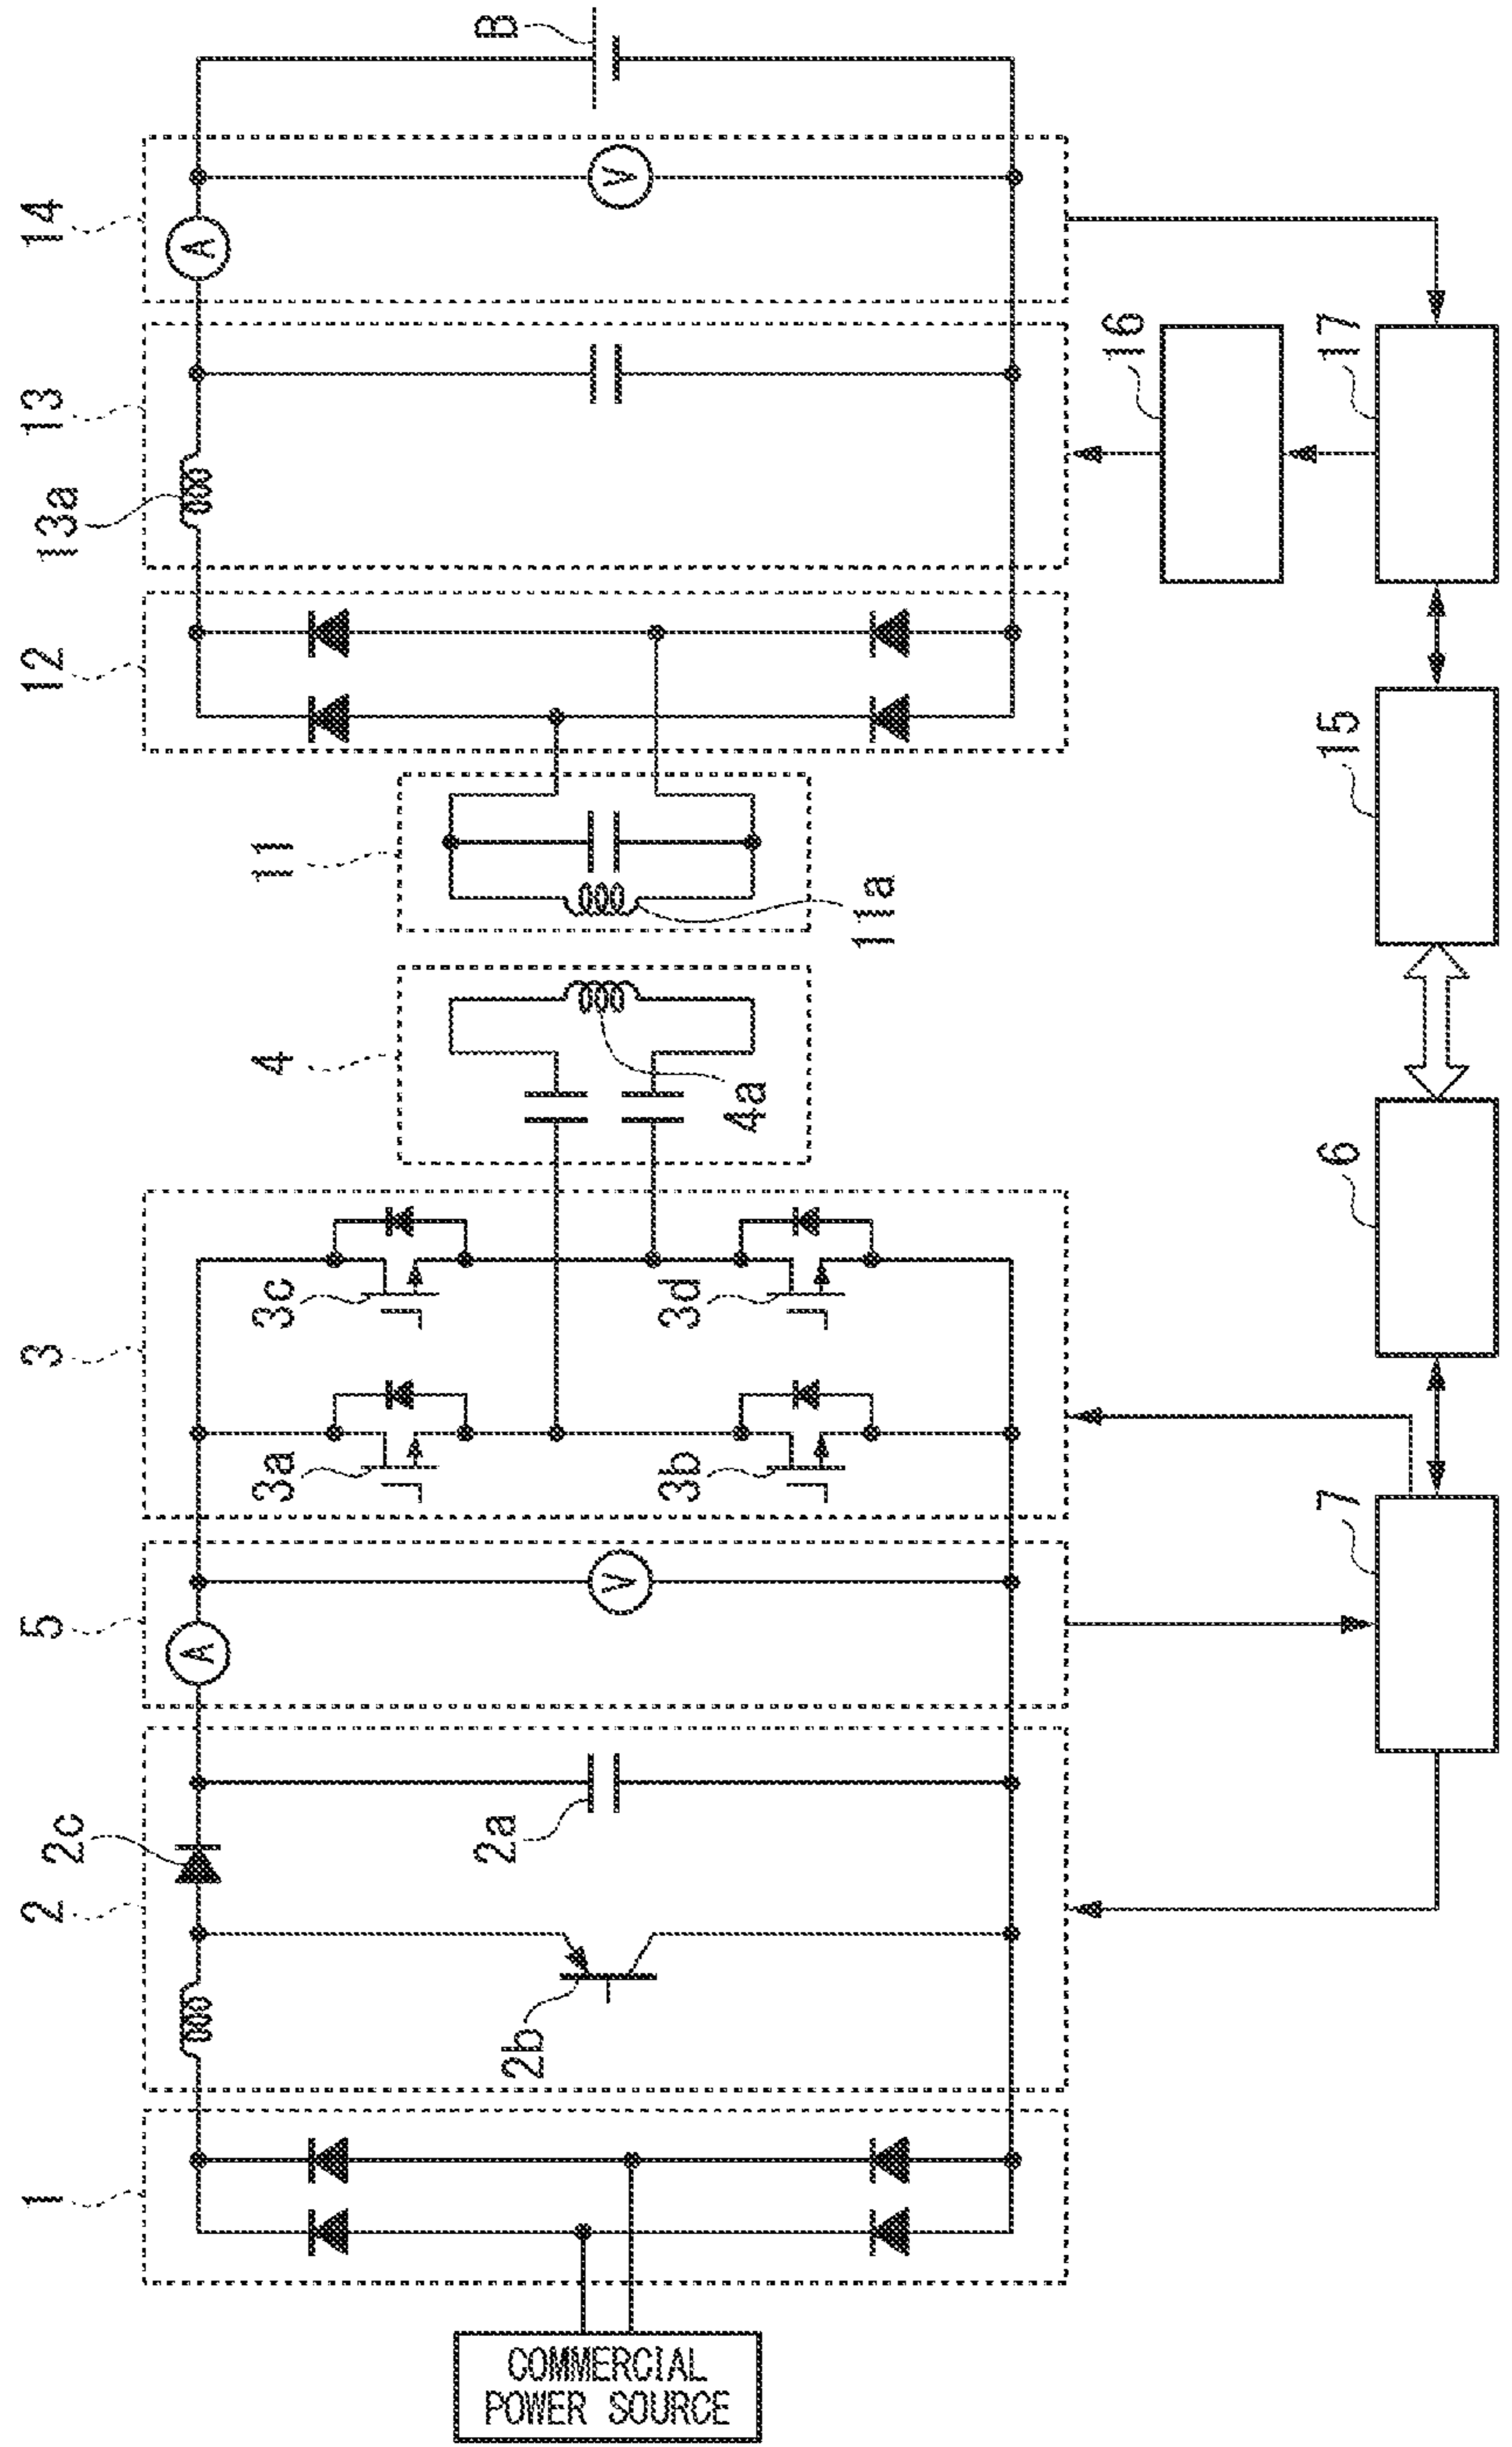 B
14
A
V
13
13a
16
17
12
15
11
11a
4
4a
6
3
3c
3d
3a
3b
7
5
A
V
2c
2
2a
2b
1
COMMERCIAL
POWER SOURCE